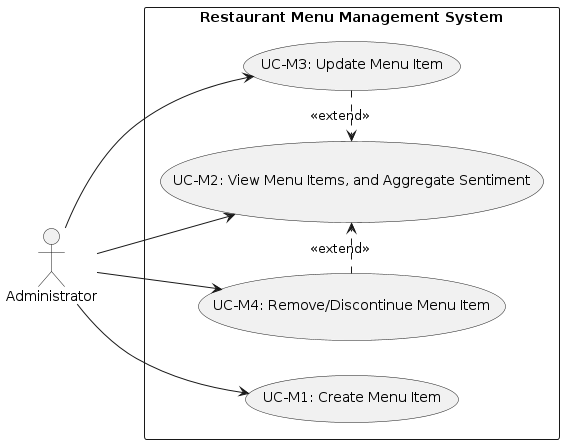 Restaurant Menu Management System
UC-M3: Update Menu Item
«extend»
UC-M2: View Menu Items, and Aggregate Sentiment
«extend»
Administrator
UC-M4: Remove/Discontinue Menu Item
UC-M1: Create Menu Item